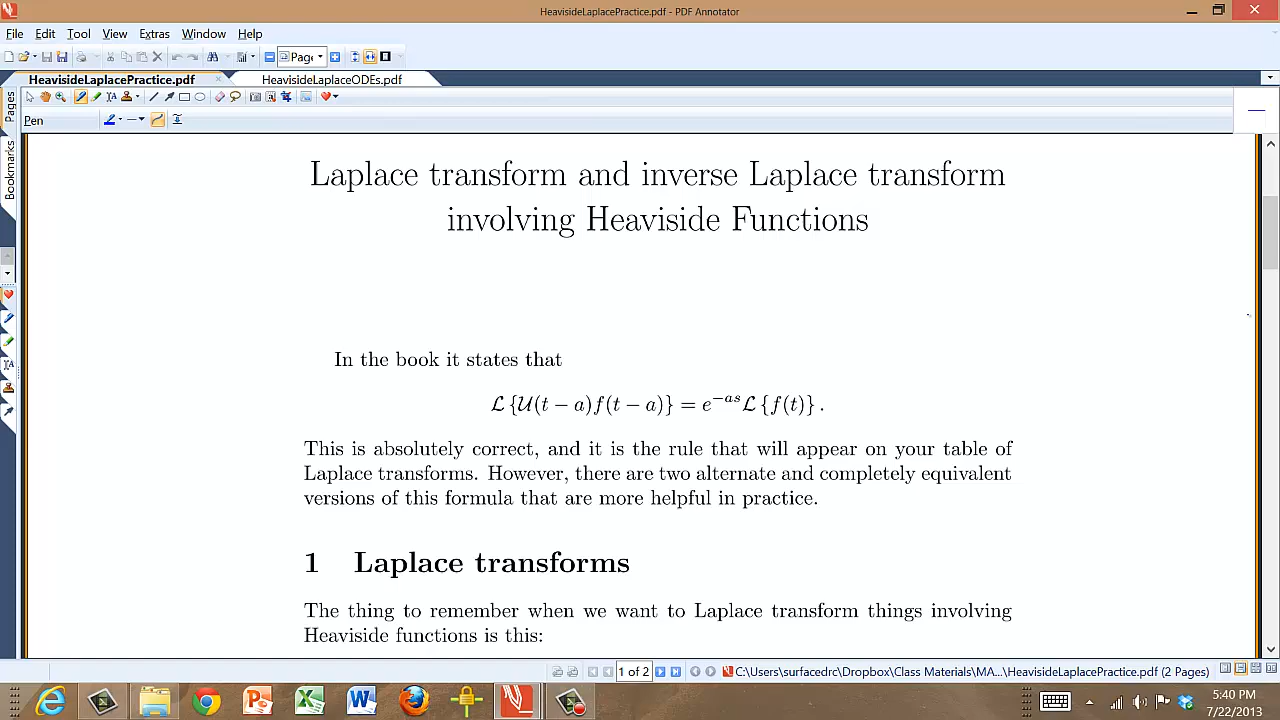 HeavisideLaplacePractice.pdf - PDF Annotator
File Edit Tool View Extras Window Help
Page
HeavisideLaplacePractice.pdf × HeavisideLaplaceODEs.pdf
Pen
Pages
Bookmarks
Laplace transform and inverse Laplace transform
involving Heaviside Functions
In the book it states that
ℒ {𝒰(t − a)f(t − a)} = e^{−as}ℒ {f(t)} .
This is absolutely correct, and it is the rule that will appear on your table of
Laplace transforms. However, there are two alternate and completely equivalent
versions of this formula that are more helpful in practice.
1 Laplace transforms
The thing to remember when we want to Laplace transform things involving
Heaviside functions is this:
1 of 2 C:\Users\surfacedrc\Dropbox\Class Materials\MA...\HeavisideLaplacePractice.pdf (2 Pages)
5:40 PM
7/22/2013